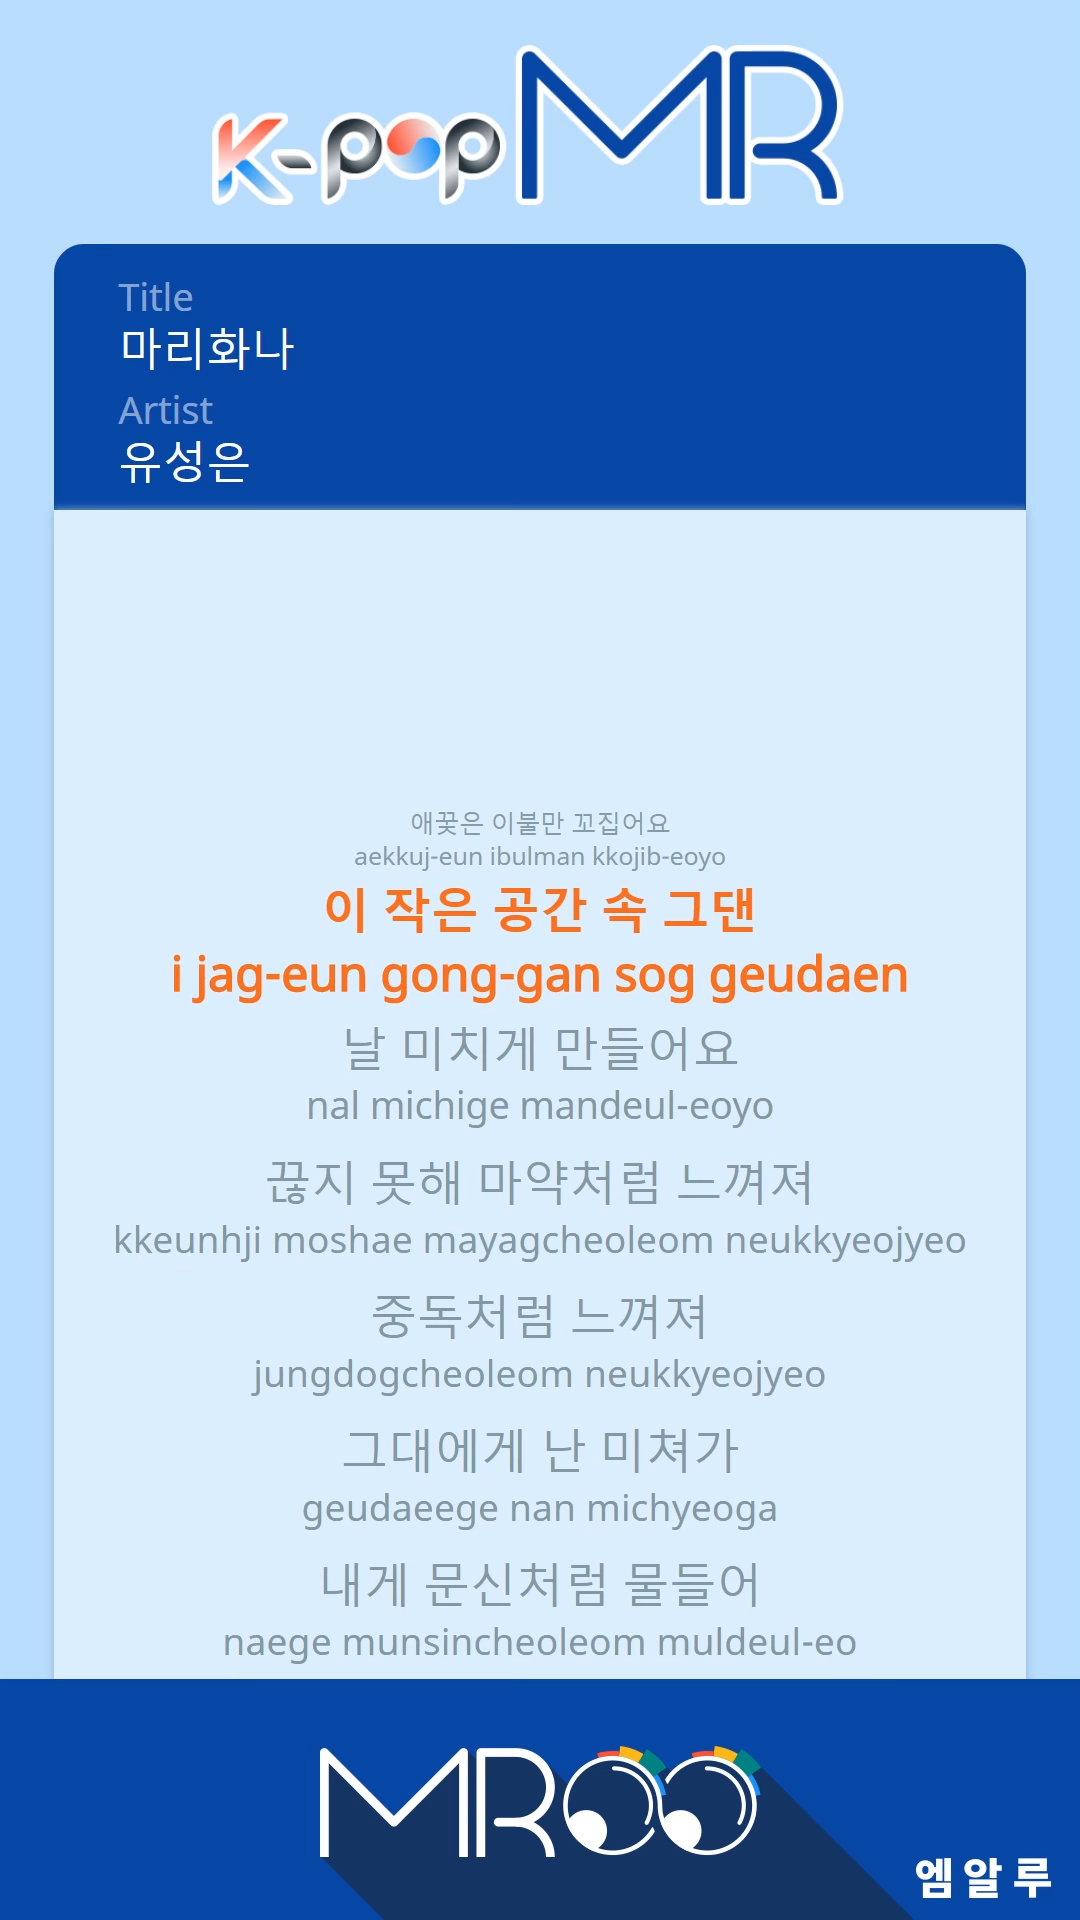 K-pop MR
Title
마리화나
Artist
유성은
애꿎은 이불만 꼬집어요
aekkuj-eun ibulman kkojib-eoyo
이 작은 공간 속 그댄
i jag-eun gong-gan sog geudaen
날 미치게 만들어요
nal michige mandeul-eoyo
끊지 못해 마약처럼 느껴져
kkeunhji moshae mayagcheoleom neukkyeojyeo
중독처럼 느껴져
jungdogcheoleom neukkyeojyeo
그대에게 난 미쳐가
geudaeege nan michyeoga
내게 문신처럼 물들어
naege munsincheoleom muldeul-eo
MROO
엠알루